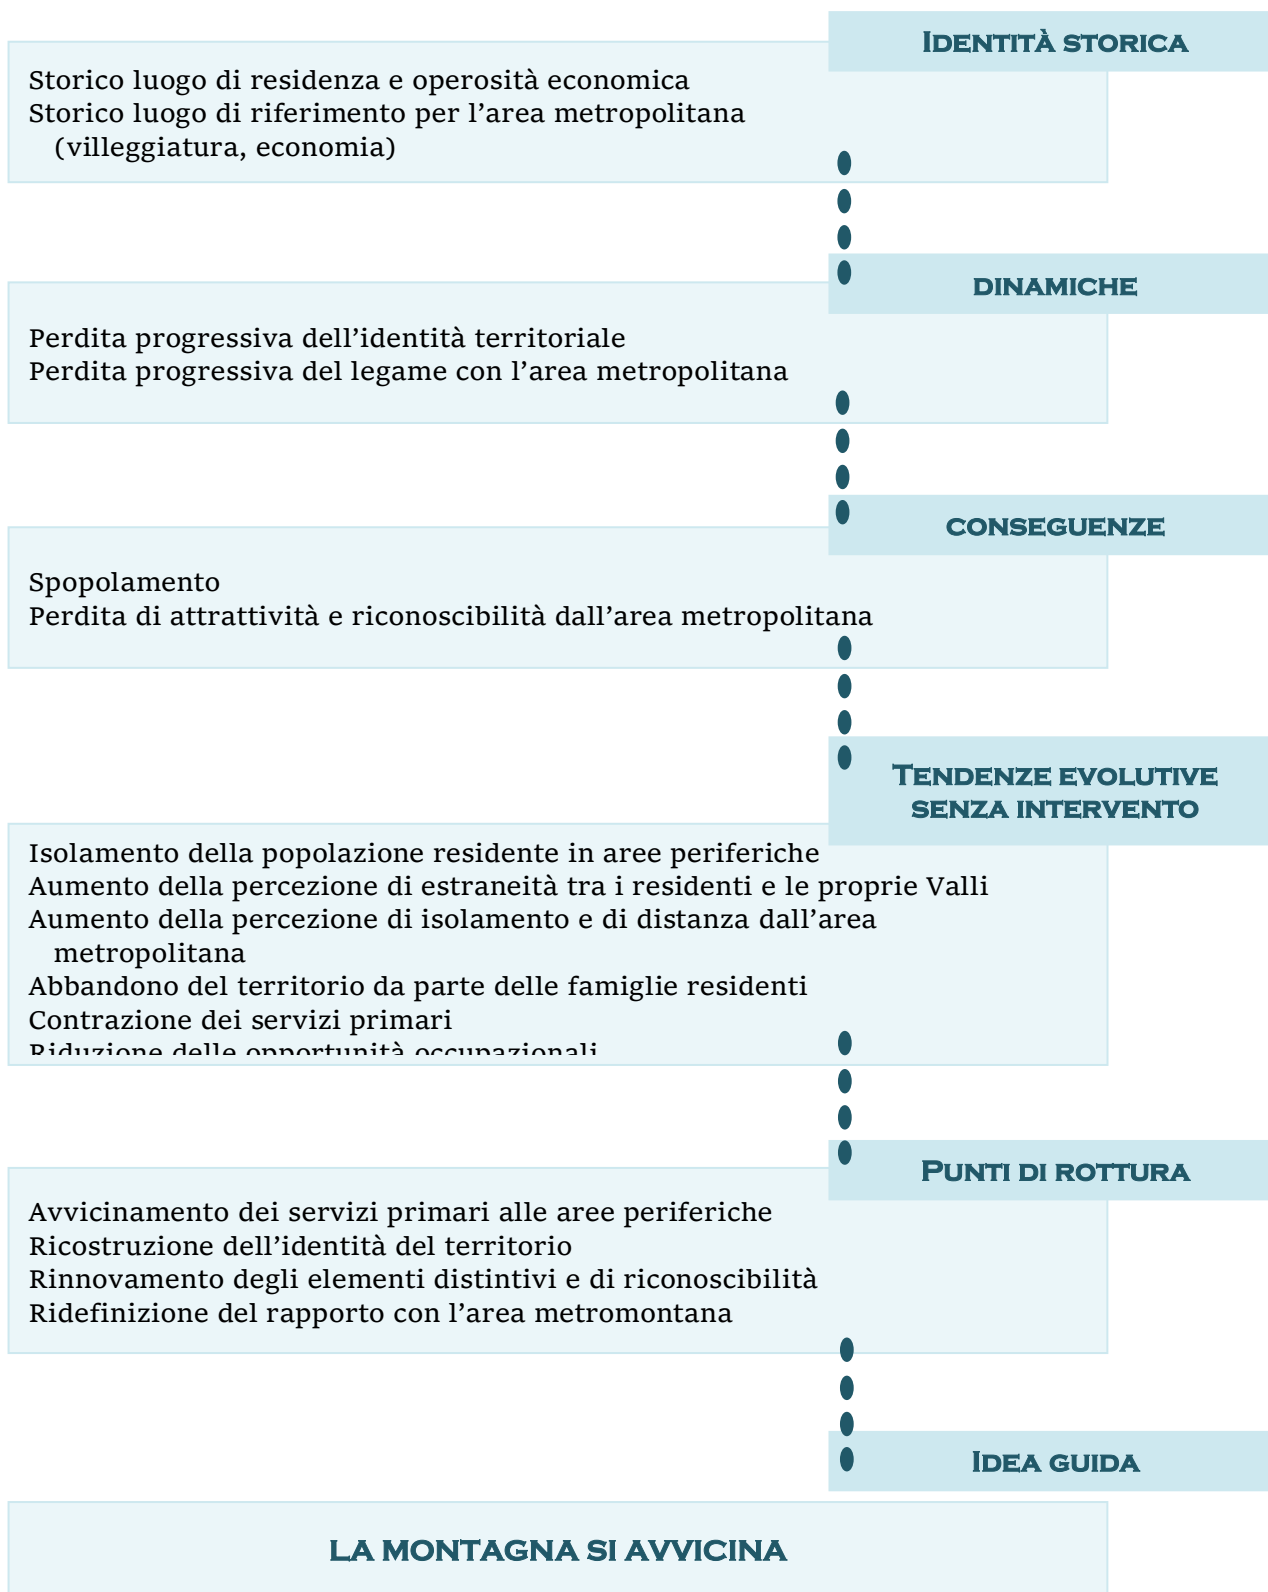 IDENTITÀ STORICA
Storico luogo di residenza e operosità economica
Storico luogo di riferimento per l’area metropolitana
(villeggiatura, economia)
DINAMICHE
Perdita progressiva dell’identità territoriale
Perdita progressiva del legame con l’area metropolitana
CONSEGUENZE
Spopolamento
Perdita di attrattività e riconoscibilità dall’area metropolitana
TENDENZE EVOLUTIVE
SENZA INTERVENTO
Isolamento della popolazione residente in aree periferiche
Aumento della percezione di estraneità tra i residenti e le proprie Valli
Aumento della percezione di isolamento e di distanza dall’area
metropolitana
Abbandono del territorio da parte delle famiglie residenti
Contrazione dei servizi primari
Riduzione delle opportunità occupazionali
PUNTI DI ROTTURA
Avvicinamento dei servizi primari alle aree periferiche
Ricostruzione dell’identità del territorio
Rinnovamento degli elementi distintivi e di riconoscibilità
Ridefinizione del rapporto con l’area metromontana
IDEA GUIDA
LA MONTAGNA SI AVVICINA